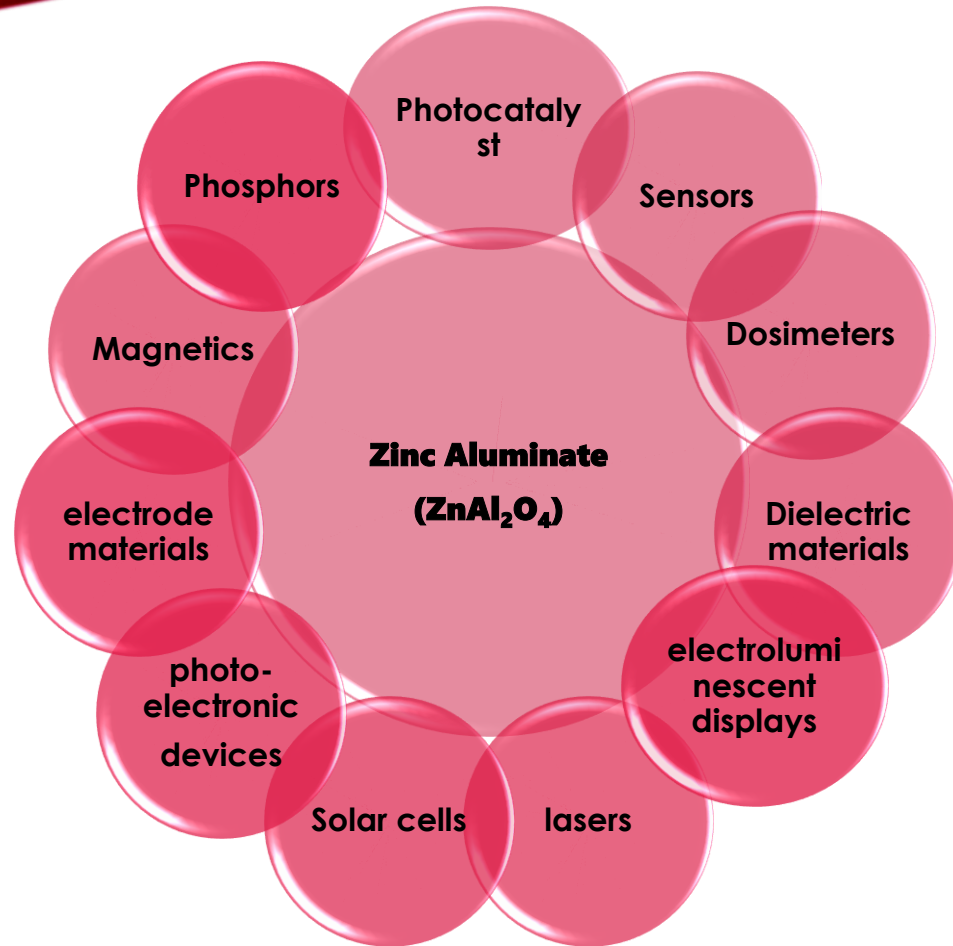 Photocataly
st
Sensors
Dosimeters
Dielectric
materials
electrolumi
nescent
displays
lasers
Solar cells
photo-
electronic
devices
electrode
materials
Magnetics
Phosphors
Zinc Aluminate
(ZnAl₂O₄)